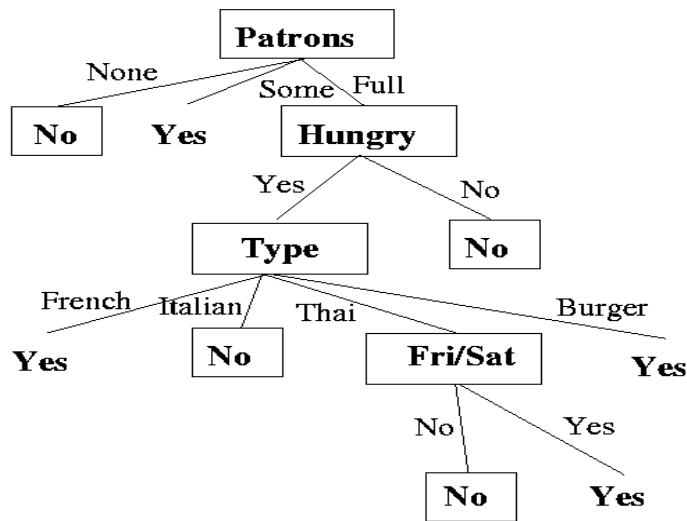 Patrons
None
Some
Full
No
Yes
Hungry
Yes
No
Type
No
French
Italian
Thai
Burger
Yes
No
Fri/Sat
Yes
No
Yes
No
Yes